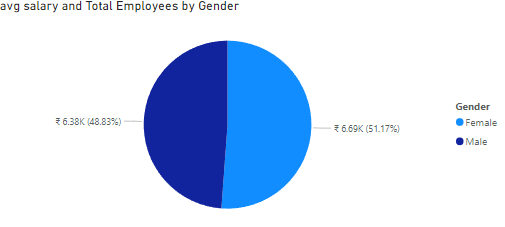 avg salary and Total Employees by Gender
₹ 6.38K (48.83%)
₹ 6.69K (51.17%)
Gender
Female
Male